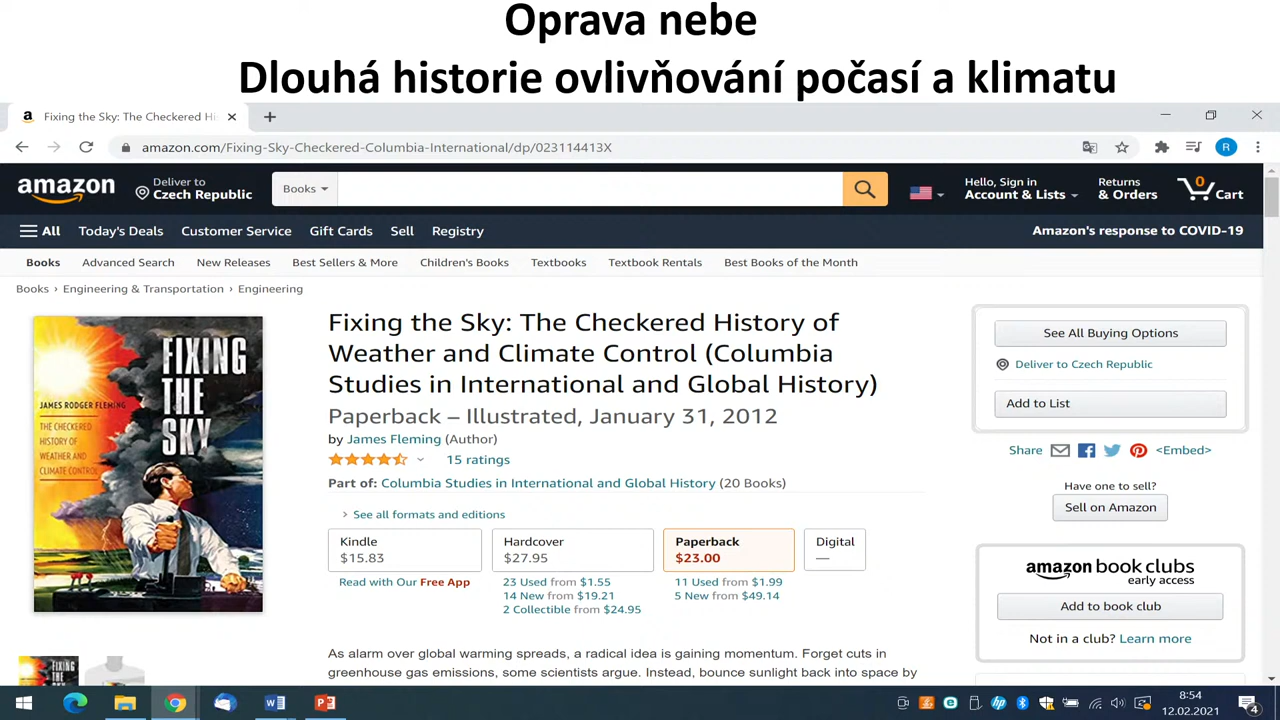 Oprava nebe
Dlouhá historie ovlivňování počasí a klimatu
Fixing the Sky: The Checkered His
amazon.com/Fixing-Sky-Checkered-Columbia-International/dp/023114413X
R
amazon
Deliver to
Czech Republic
Books
Hello, Sign in
Account & Lists
Returns
& Orders
0
Cart
All Today's Deals Customer Service Gift Cards Sell Registry
Amazon's response to COVID-19
Books Advanced Search New Releases Best Sellers & More Children's Books Textbooks Textbook Rentals Best Books of the Month
Books › Engineering & Transportation › Engineering
FIXING
THE
SKY
JAMES RODGER FLEMING
THE CHECKERED
HISTORY OF
WEATHER AND
CLIMATE CONTROL
Fixing the Sky: The Checkered History of
Weather and Climate Control (Columbia
Studies in International and Global History)
Paperback – Illustrated, January 31, 2012
by James Fleming (Author)
15 ratings
Part of: Columbia Studies in International and Global History (20 Books)
› See all formats and editions
Kindle
$15.83
Read with Our Free App
Hardcover
$27.95
23 Used from $1.55
14 New from $19.21
2 Collectible from $24.95
Paperback
$23.00
11 Used from $1.99
5 New from $49.14
Digital
—
As alarm over global warming spreads, a radical idea is gaining momentum. Forget cuts in
greenhouse gas emissions, some scientists argue. Instead, bounce sunlight back into space by
See All Buying Options
Deliver to Czech Republic
Add to List
Share <Embed>
Have one to sell?
Sell on Amazon
amazon book clubs
early access
Add to book club
Not in a club? Learn more
FIXING
THE
SKY
8:54
12.02.2021
4